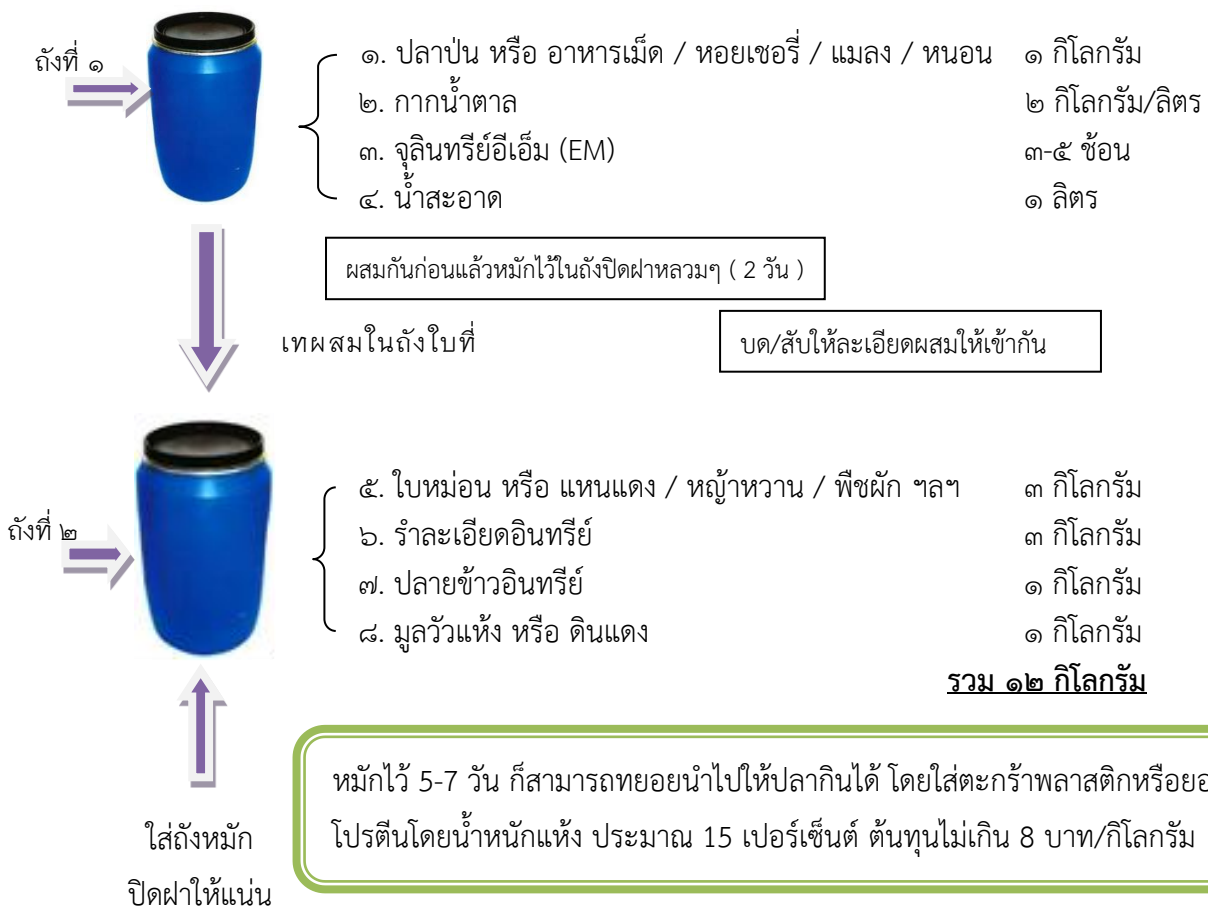 ถังที่ ๑
๑. ปลาป่น หรือ อาหารเม็ด / หอยเชอรี่ / แมลง / หนอน ๑ กิโลกรัม
๒. กากน้ำตาล ๒ กิโลกรัม/ลิตร
๓. จุลินทรีย์อีเอ็ม (EM) ๓-๕ ช้อน
๔. น้ำสะอาด ๑ ลิตร
ผสมกันก่อนแล้วหมักไว้ในถังปิดฝาหลวมๆ ( 2 วัน )
เทผสมในถังใบที่
บด/สับให้ละเอียดผสมให้เข้ากัน
ถังที่ ๒
๕. ใบหม่อน หรือ แหนแดง / หญ้าหวาน / พืชผัก ฯลฯ ๓ กิโลกรัม
๖. รำละเอียดอินทรีย์ ๓ กิโลกรัม
๗. ปลายข้าวอินทรีย์ ๑ กิโลกรัม
๘. มูลวัวแห้ง หรือ ดินแดง ๑ กิโลกรัม
รวม ๑๒ กิโลกรัม
หมักไว้ 5-7 วัน ก็สามารถทยอยนำไปให้ปลากินได้ โดยใส่ตะกร้าพลาสติกหรือยอ
โปรตีนโดยน้ำหนักแห้ง ประมาณ 15 เปอร์เซ็นต์ ต้นทุนไม่เกิน 8 บาท/กิโลกรัม
ใส่ถังหมัก
ปิดฝาให้แน่น